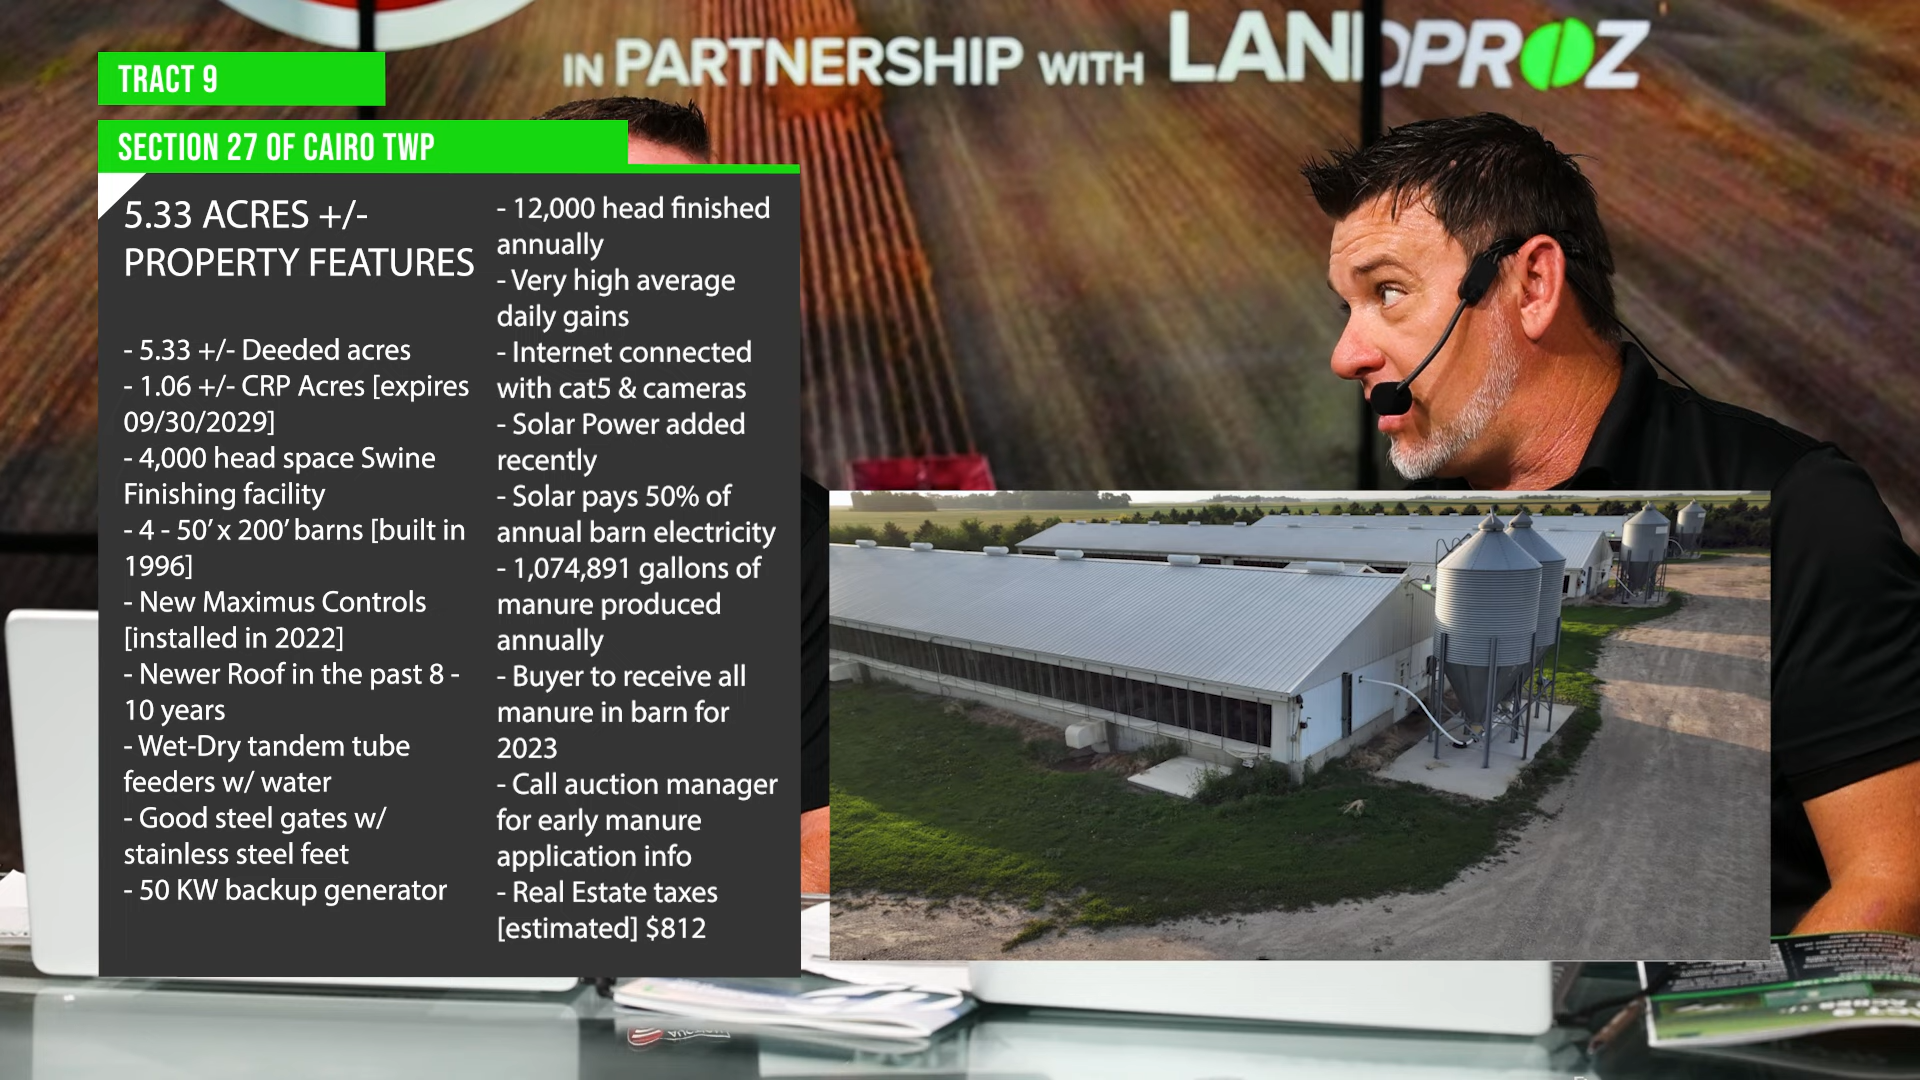 IN PARTNERSHIP WITH LANDPROZ
TRACT 9
SECTION 27 OF CAIRO TWP
5.33 ACRES +/-
PROPERTY FEATURES
- 5.33 +/- Deeded acres
- 1.06 +/- CRP Acres [expires
09/30/2029]
- 4,000 head space Swine
Finishing facility
- 4 - 50’ x 200’ barns [built in
1996]
- New Maximus Controls
[installed in 2022]
- Newer Roof in the past 8 -
10 years
- Wet-Dry tandem tube
feeders w/ water
- Good steel gates w/
stainless steel feet
- 50 KW backup generator
- 12,000 head finished
annually
- Very high average
daily gains
- Internet connected
with cat5 & cameras
- Solar Power added
recently
- Solar pays 50% of
annual barn electricity
- 1,074,891 gallons of
manure produced
annually
- Buyer to receive all
manure in barn for
2023
- Call auction manager
for early manure
application info
- Real Estate taxes
[estimated] $812